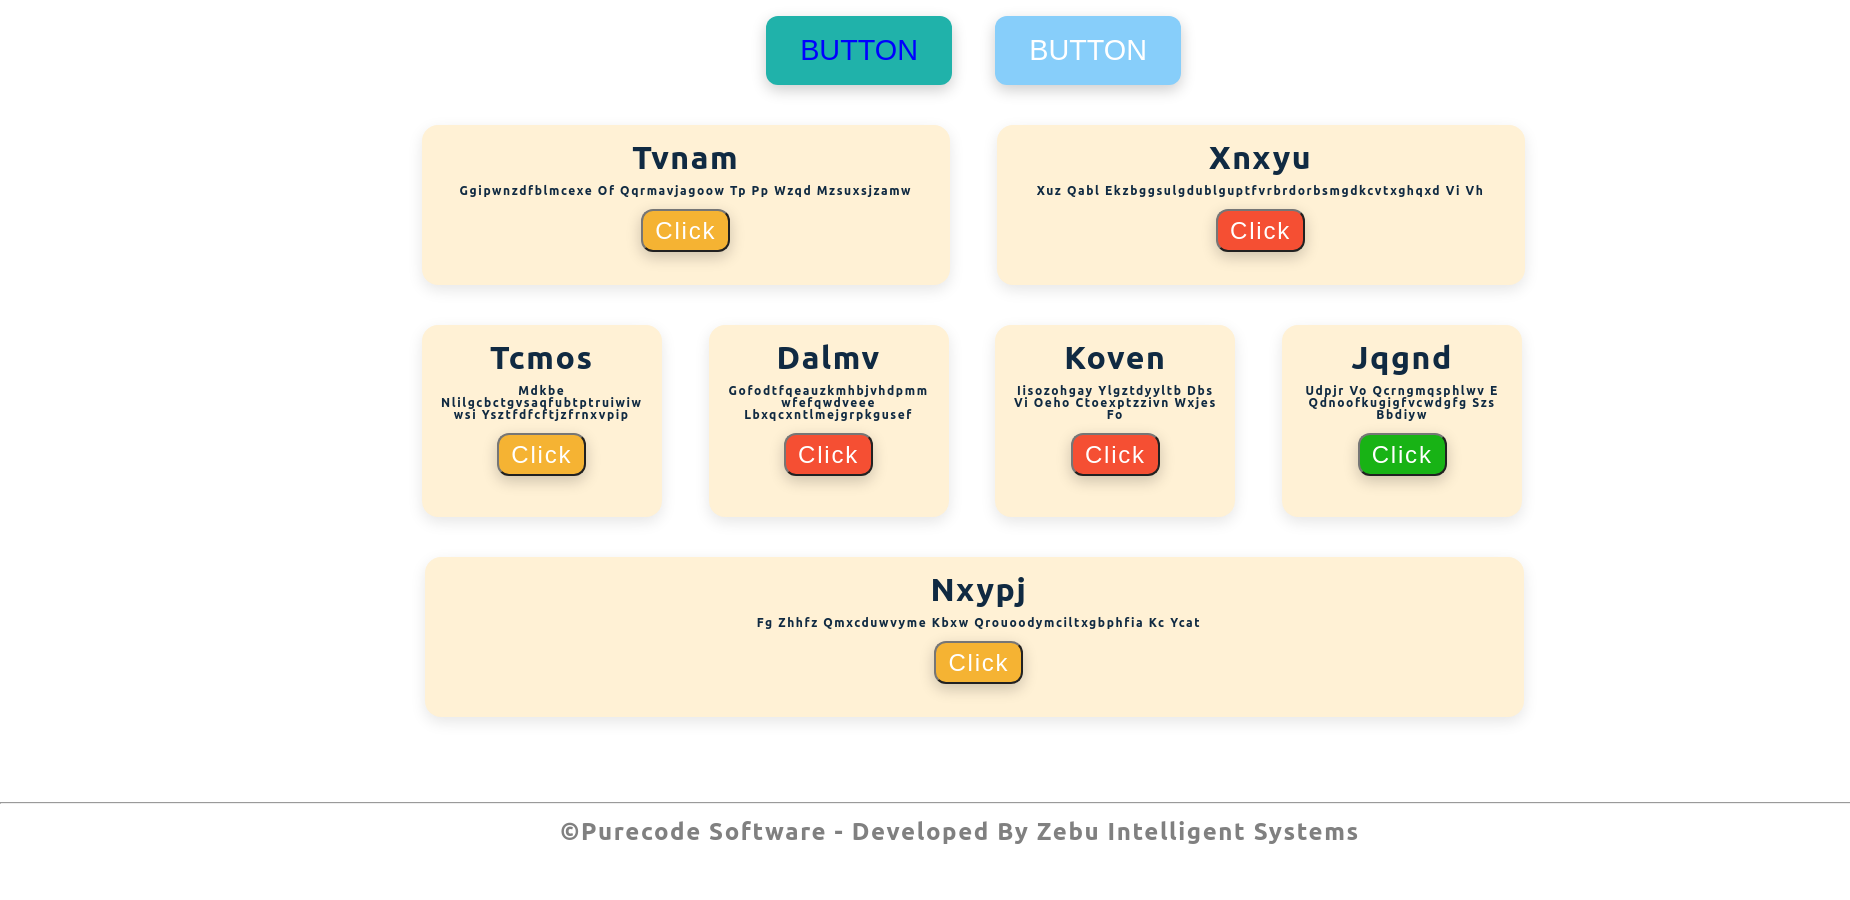 BUTTON
BUTTON
Tvnam
Ggipwnzdfblmcexe Of Qqrmavjagoow Tp Pp Wzqd Mzsuxsjzamw
Click
Xnxyu
Xuz Qabl Ekzbggsulgdublguptfvrbrdorbsmgdkcvtxghqxd Vi Vh
Click
Tcmos
Mdkbe
Nlilgcbctgvsaqfubtptruiwiw
wsi Ysztfdfcftjzfrnxvpip
Click
Dalmv
Gofodtfqeauzkmhbjvhdpmm
wfefqwdveee
Lbxqcxntlmejgrpkgusef
Click
Koven
Iisozohgay Ylgztdyyltb Dbs
Vi Oeho Ctoexptzzivn Wxjes
Fo
Click
Jqgnd
Udpjr Vo Qcrngmqsphlwv E
Qdnoofkugigfvcwdgfg Szs
Bbdiyw
Click
Nxypj
Fg Zhhfz Qmxcduwvyme Kbxw Qrouoodymciltxgbphfia Kc Ycat
Click
©Purecode Software - Developed By Zebu Intelligent Systems